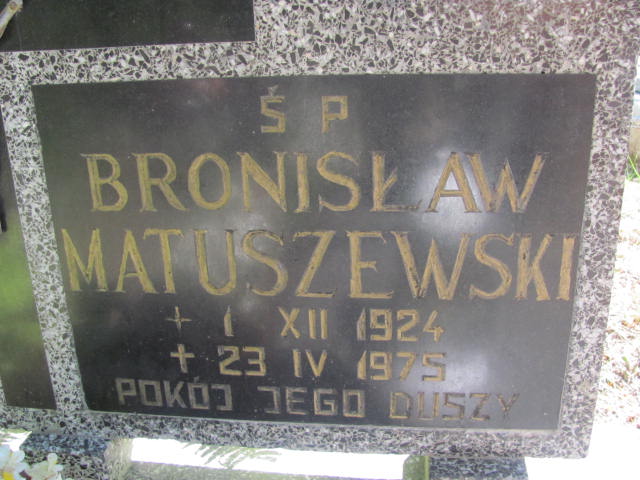 Ś P
BRONISŁAW
MATUSZEWSKI
+ 1 XII 1924
+ 23 IV 1975
POKÓJ JEGO DUSZY